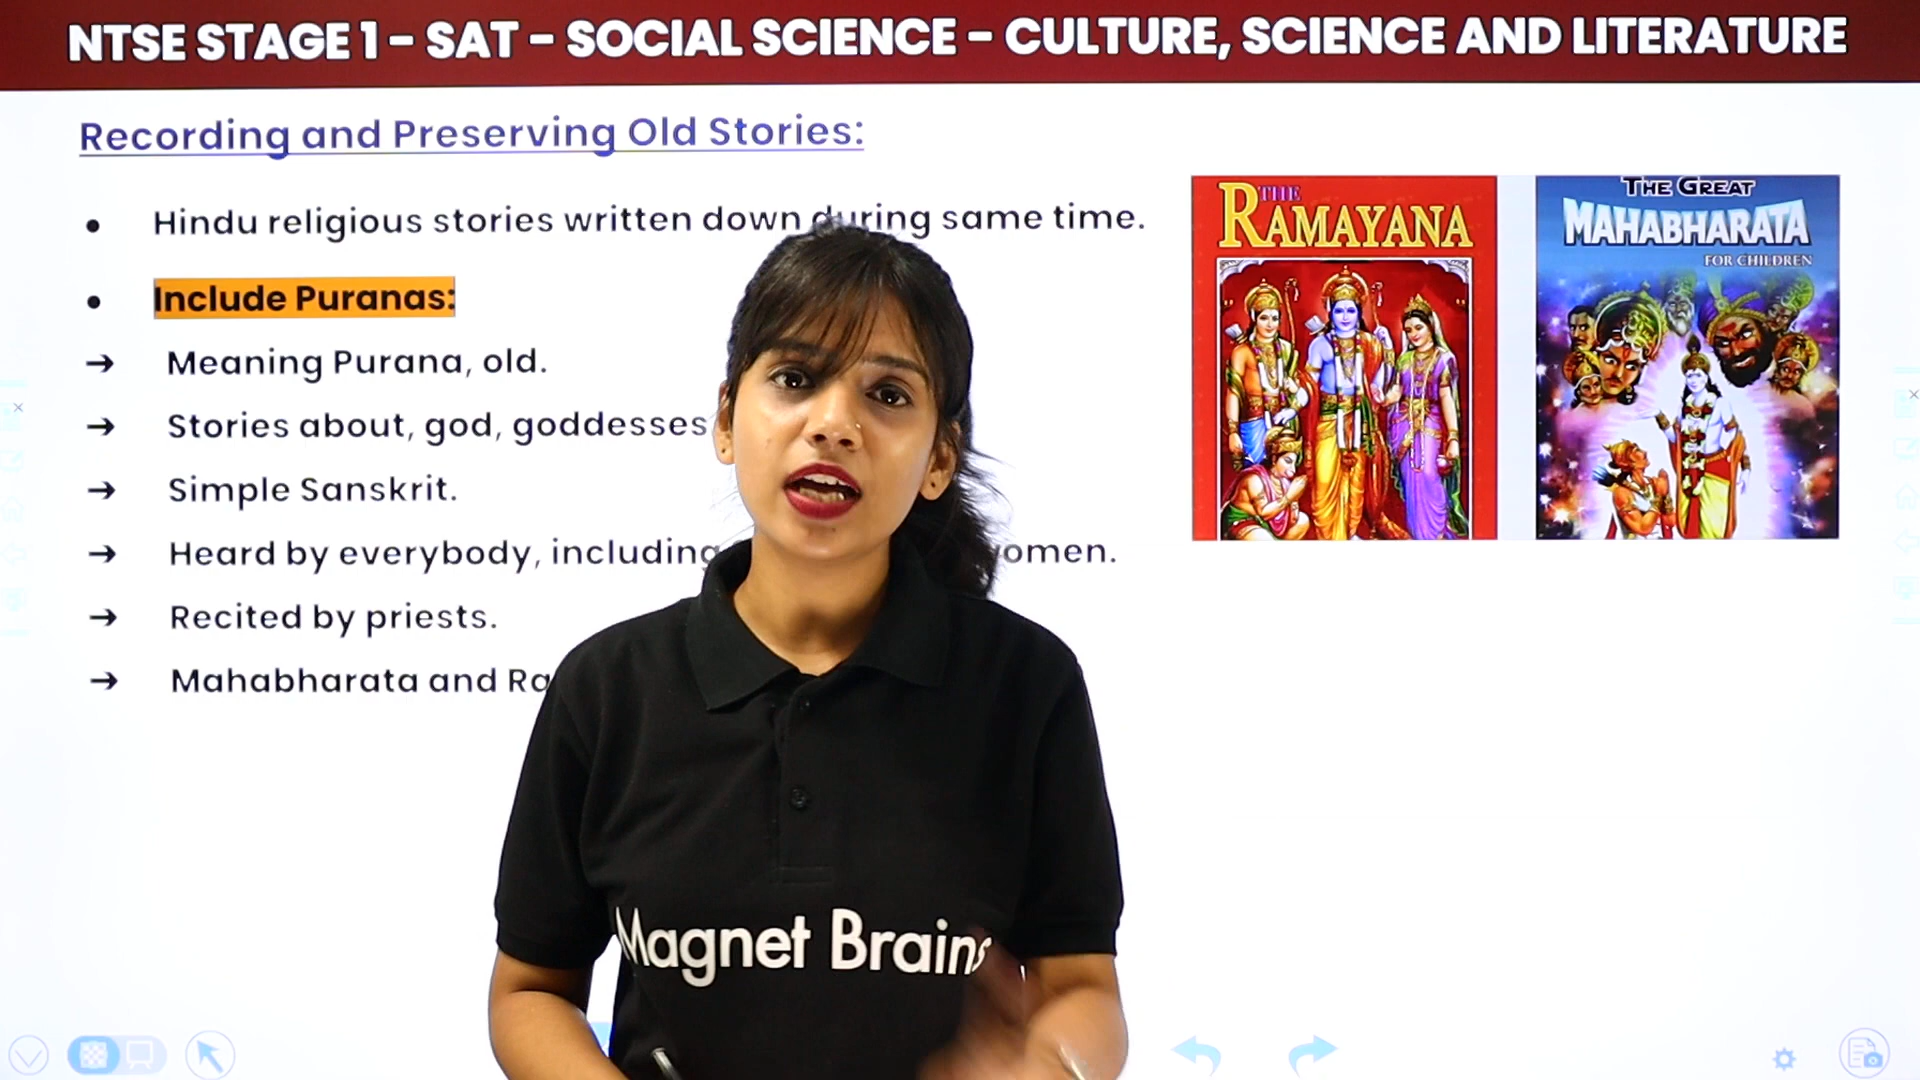 NTSE STAGE 1 - SAT - SOCIAL SCIENCE - CULTURE, SCIENCE AND LITERATURE
Recording and Preserving Old Stories:
• Hindu religious stories written down during same time.
• Include Puranas:
→ Meaning Purana, old.
→ Stories about, god, goddesses
→ Simple Sanskrit.
→ Heard by everybody, including
→ Recited by priests.
→ Mahabharata and
THE
RAMAYANA
THE GREAT
MAHABHARATA
FOR CHILDREN
Magnet Brains